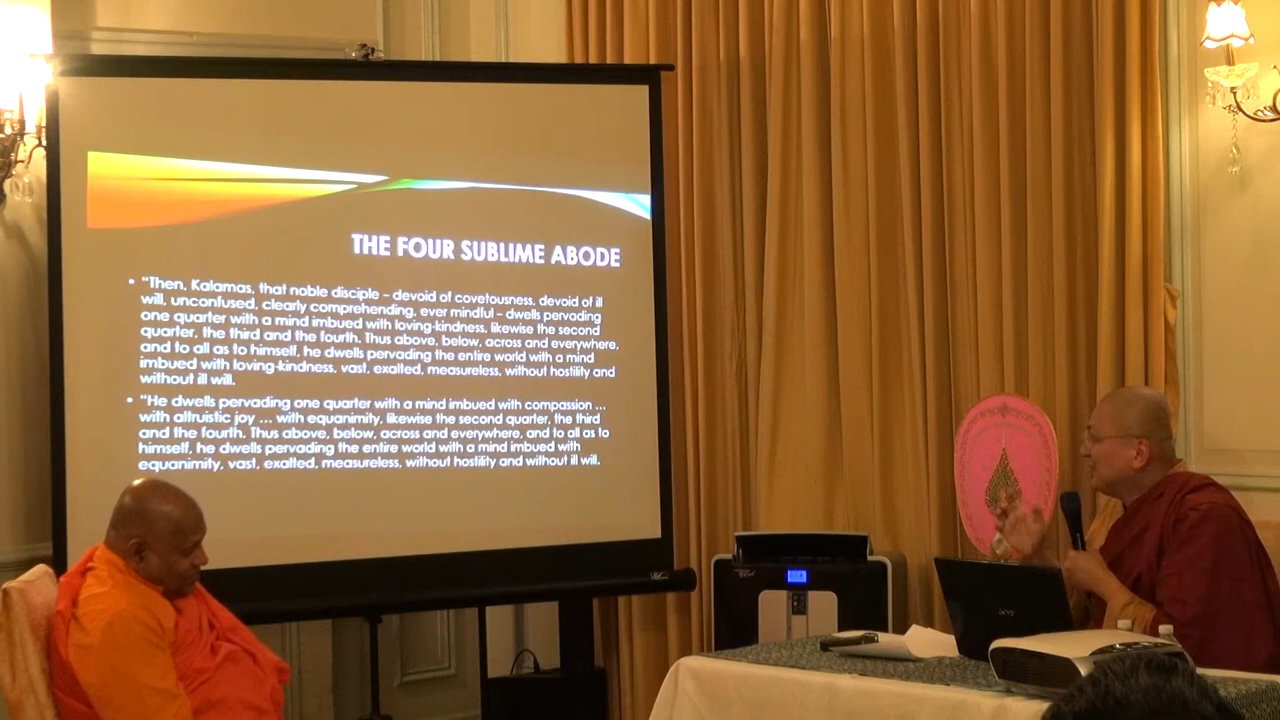 THE FOUR SUBLIME ABODE
• “Then, Kalamas, that noble disciple – devoid of covetousness, devoid of ill
will, unconfused, clearly comprehending, ever mindful – dwells pervading
one quarter with a mind imbued with loving-kindness, likewise the second
quarter, the third and the fourth. Thus above, below, across and everywhere,
and to all as to himself, he dwells pervading the entire world with a mind
imbued with loving-kindness, vast, exalted, measureless, without hostility and
without ill will.
• “He dwells pervading one quarter with a mind imbued with compassion ...
with altruistic joy ... with equanimity, likewise the second quarter, the third
and the fourth. Thus above, below, across and everywhere, and to all as to
himself, he dwells pervading the entire world with a mind imbued with
equanimity, vast, exalted, measureless, without hostility and without ill will.
acer